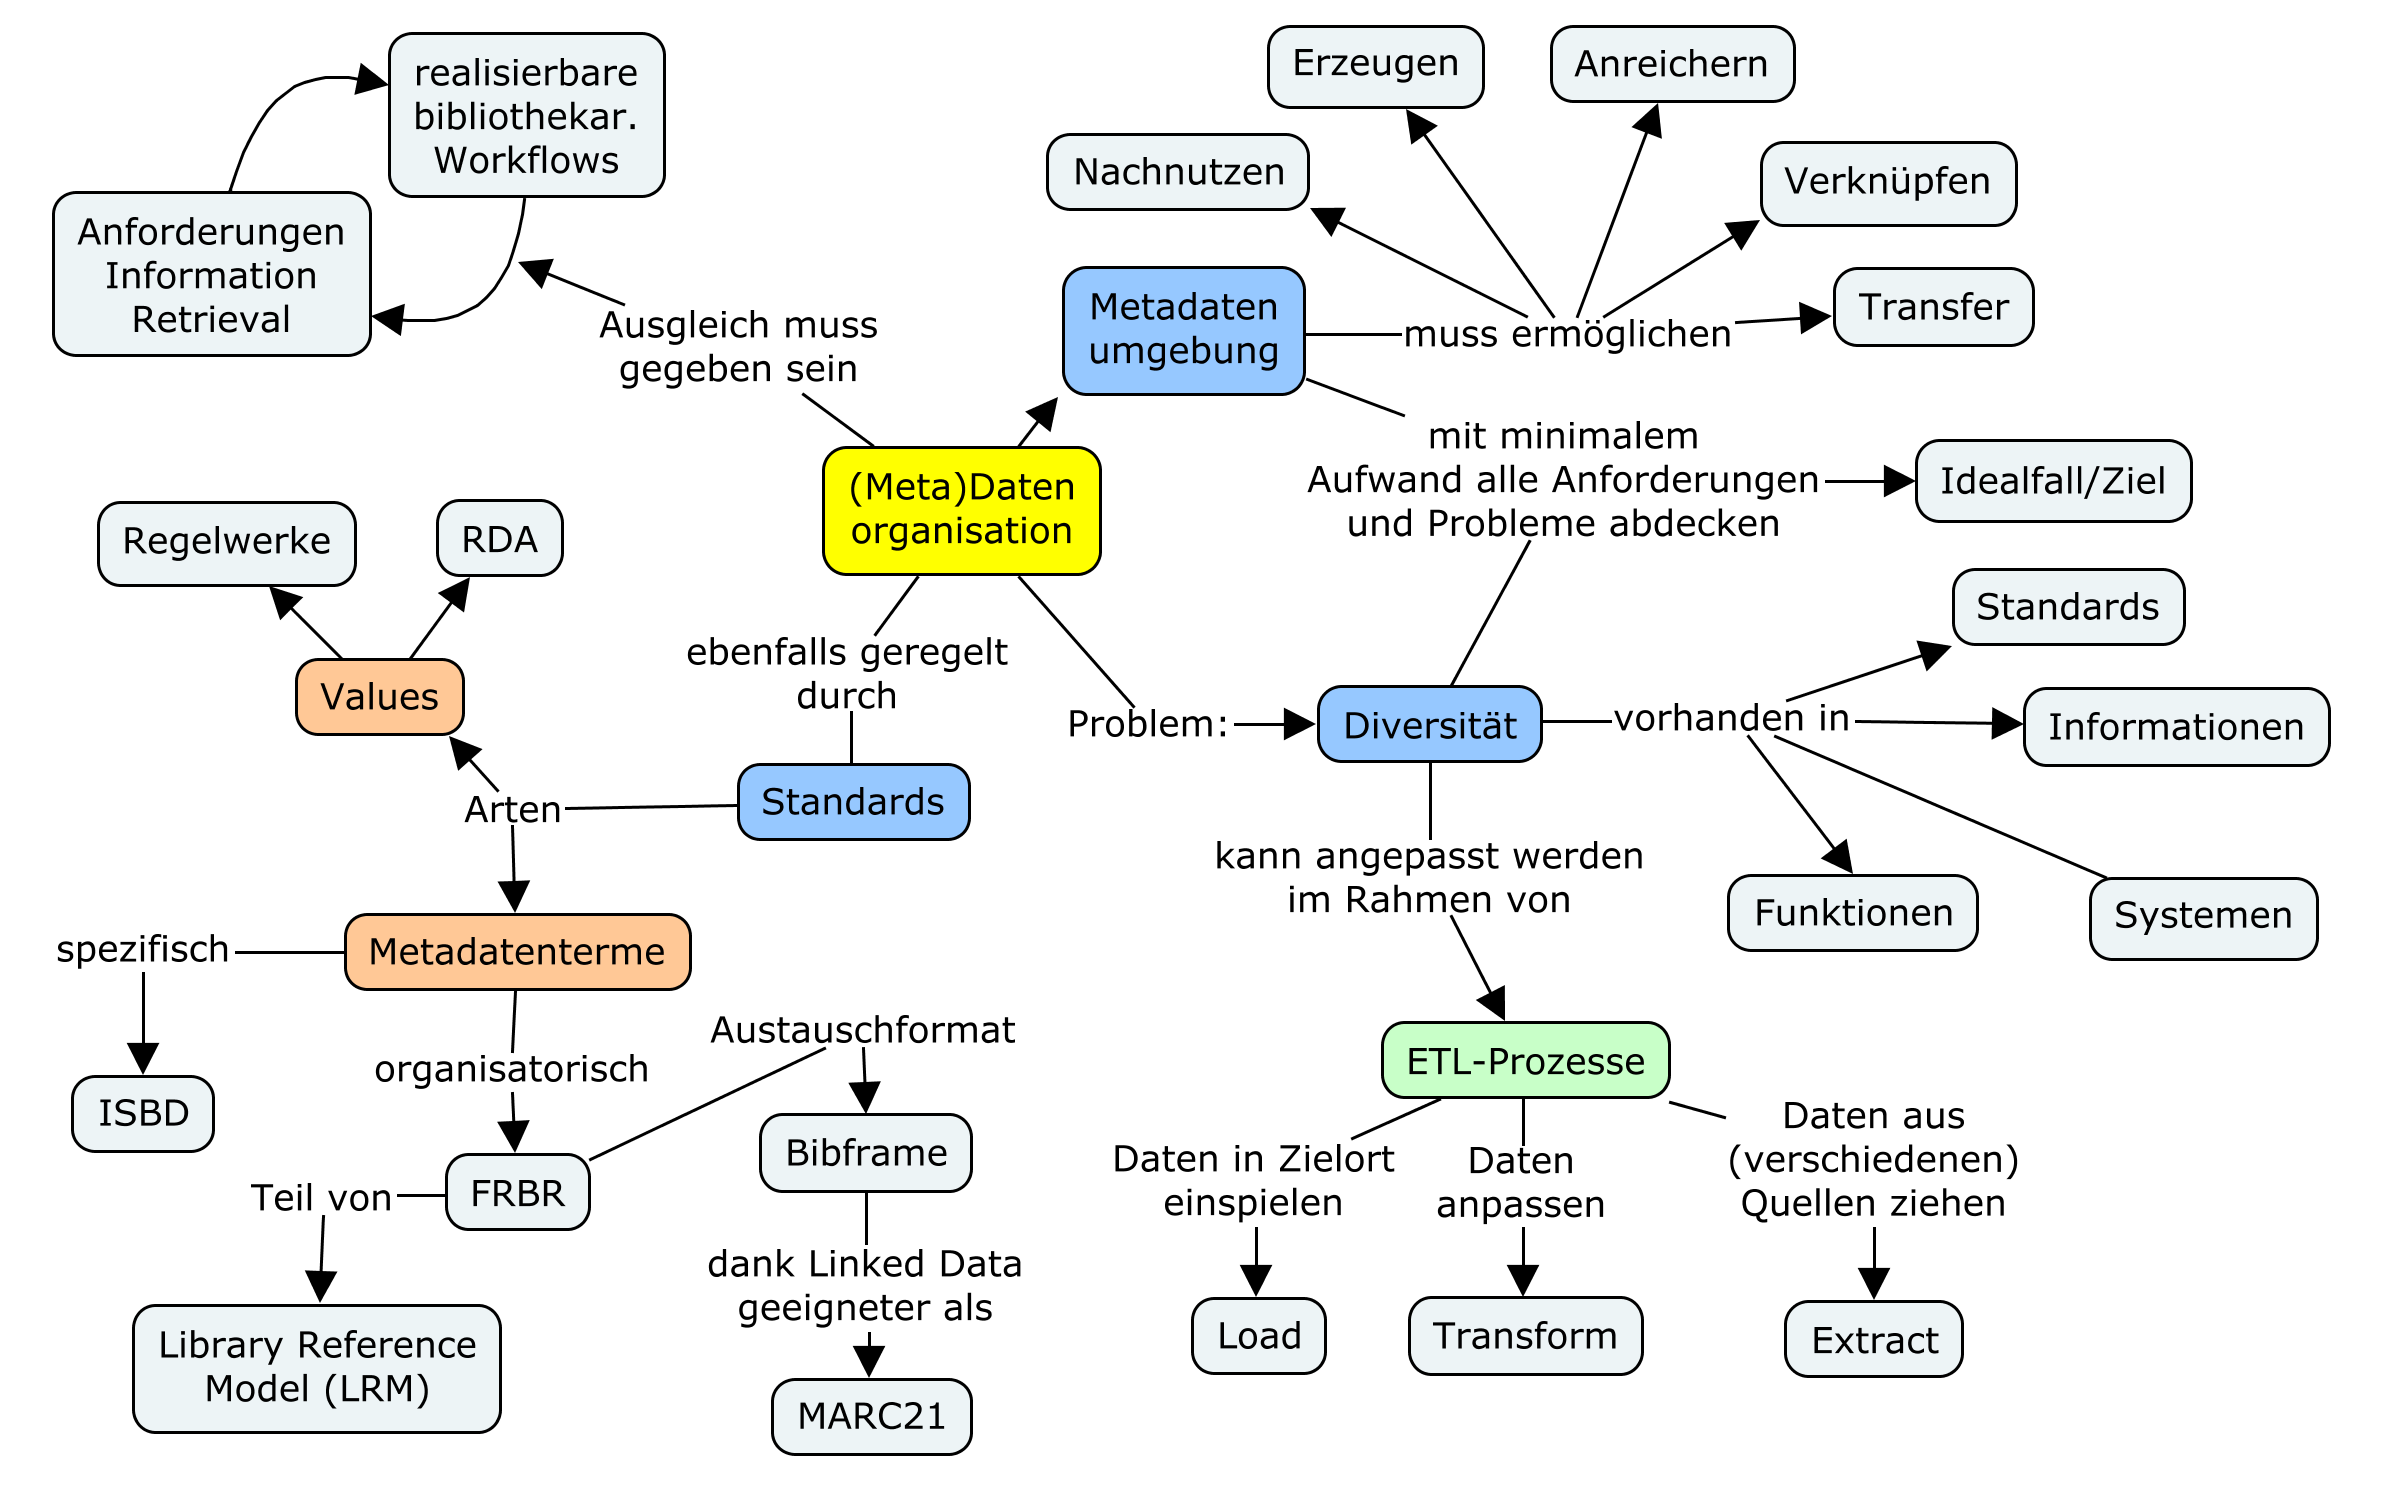 realisierbare
bibliothekar.
Workflows
Anforderungen
Information
Retrieval
Ausgleich muss
gegeben sein
Erzeugen
Anreichern
Nachnutzen
Verknüpfen
Metadaten
umgebung
muss ermöglichen
Transfer
mit minimalem
Aufwand alle Anforderungen
und Probleme abdecken
Idealfall/Ziel
(Meta)Daten
organisation
Regelwerke
RDA
Values
ebenfalls geregelt
durch
Arten
Standards
Problem:
Diversität
vorhanden in
Standards
Informationen
Funktionen
Systemen
kann angepasst werden
im Rahmen von
spezifisch
Metadatenterme
organisatorisch
Austauschformat
ISBD
Teil von
FRBR
Bibframe
Library Reference
Model (LRM)
dank Linked Data
geeigneter als
MARC21
ETL-Prozesse
Daten in Zielort
einspielen
Daten
anpassen
Daten aus
(verschiedenen)
Quellen ziehen
Load
Transform
Extract